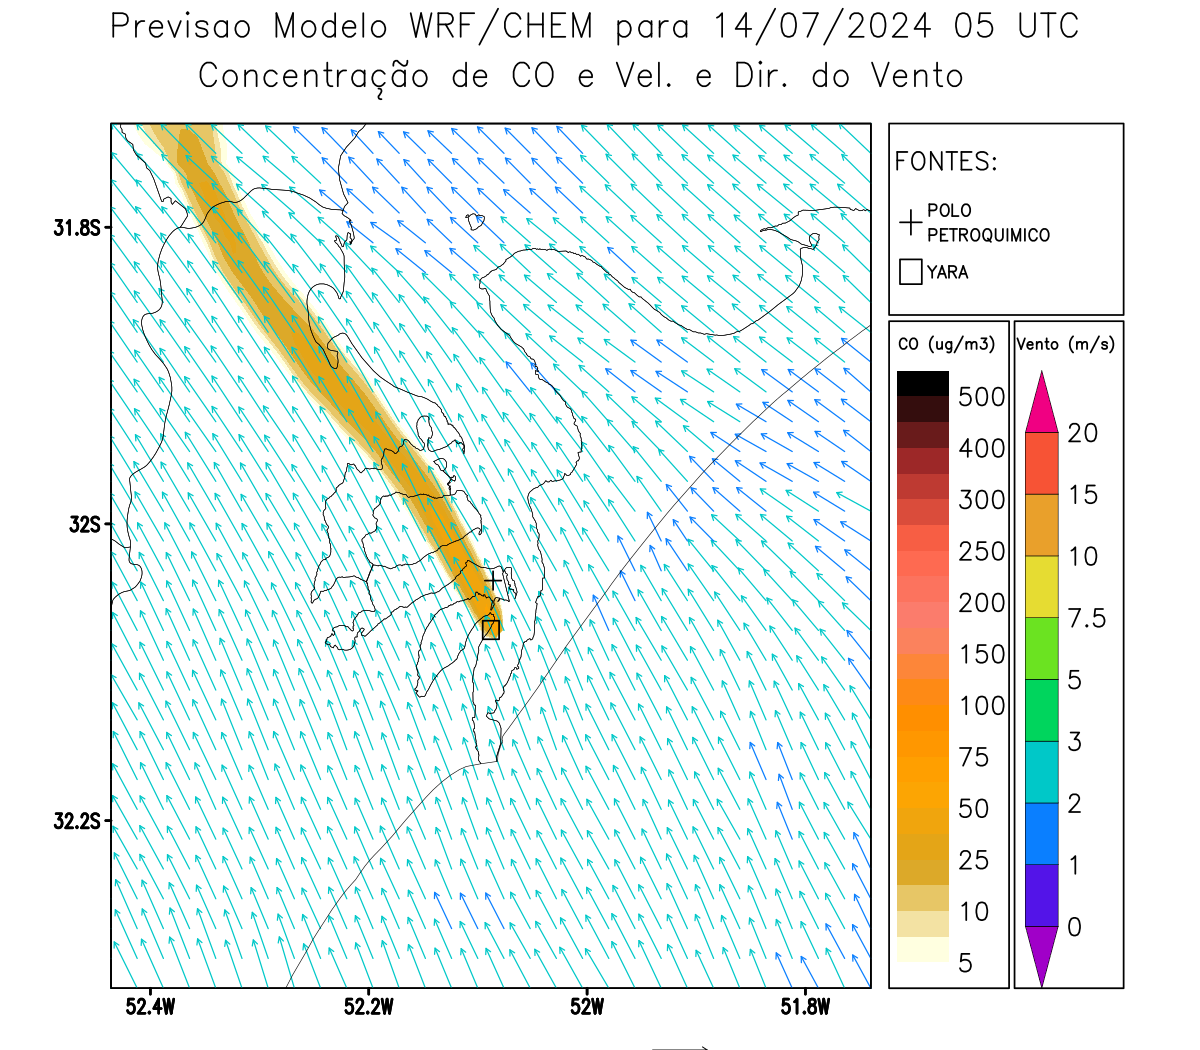 Previsao Modelo WRF/CHEM para 14/07/2024 05 UTC
Concentração de CO e Vel. e Dir. do Vento
FONTES:
POLO
PETROQUIMICO
YARA
CO (ug/m3)
500
400
300
250
200
150
100
75
50
25
10
5
Vento (m/s)
20
15
10
7.5
5
3
2
1
0
31.8S
32S
32.2S
52.4W
52.2W
52W
51.8W